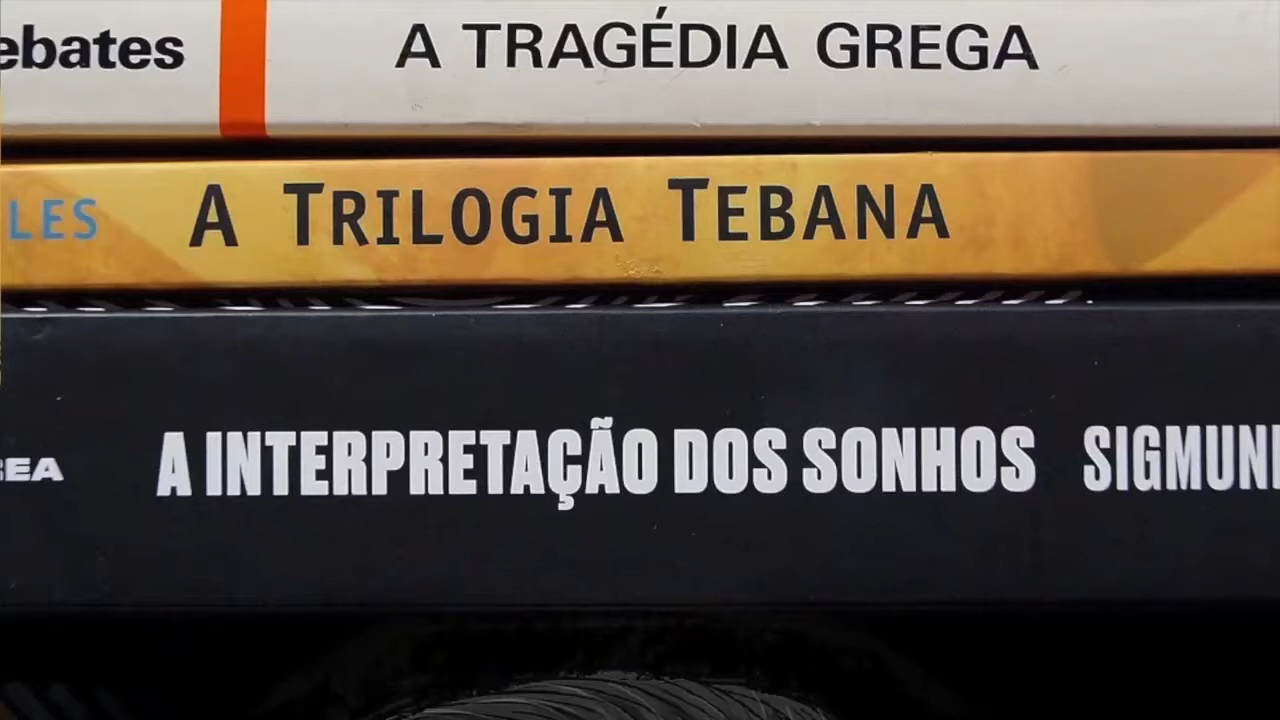 ebates A TRAGÉDIA GREGA
LES A TRILOGIA TEBANA
EA A INTERPRETAÇÃO DOS SONHOS SIGMUN